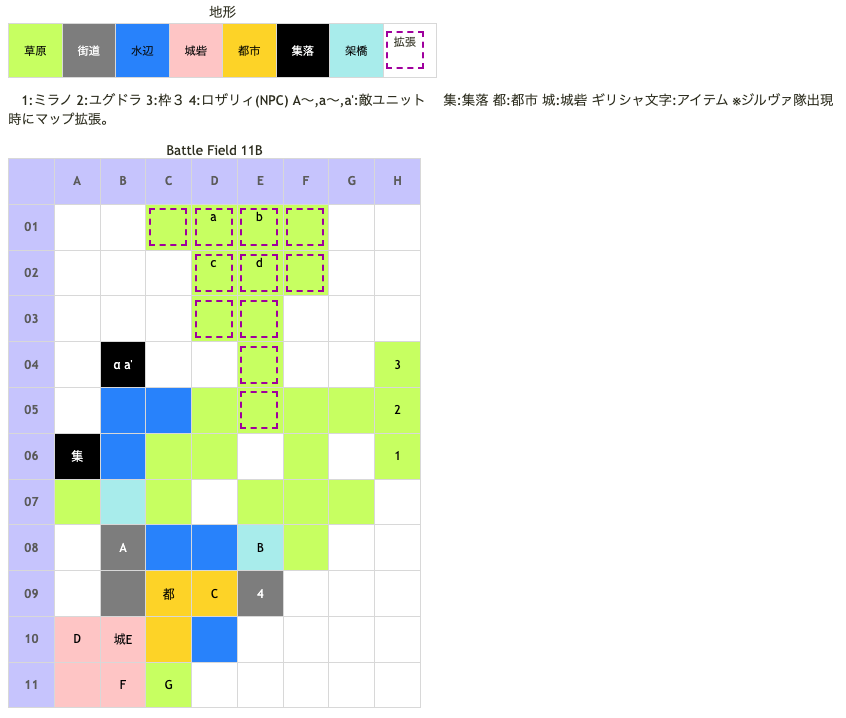 地形
草原 街道 水辺 城砦 都市 集落 架橋 拡張
1:ミラノ 2:ユグドラ 3:枠３ 4:ロザリィ(NPC) A〜,a〜,a':敵ユニット 集:集落 都:都市 城:城砦 ギリシャ文字:アイテム ※ジルヴァ隊出現
時にマップ拡張。
Battle Field 11B
A B C D E F G H
01 a b
02 c d
03
04 α a' 3
05 2
06 集 1
07
08 A B
09 都 C 4
10 D 城E
11 F G